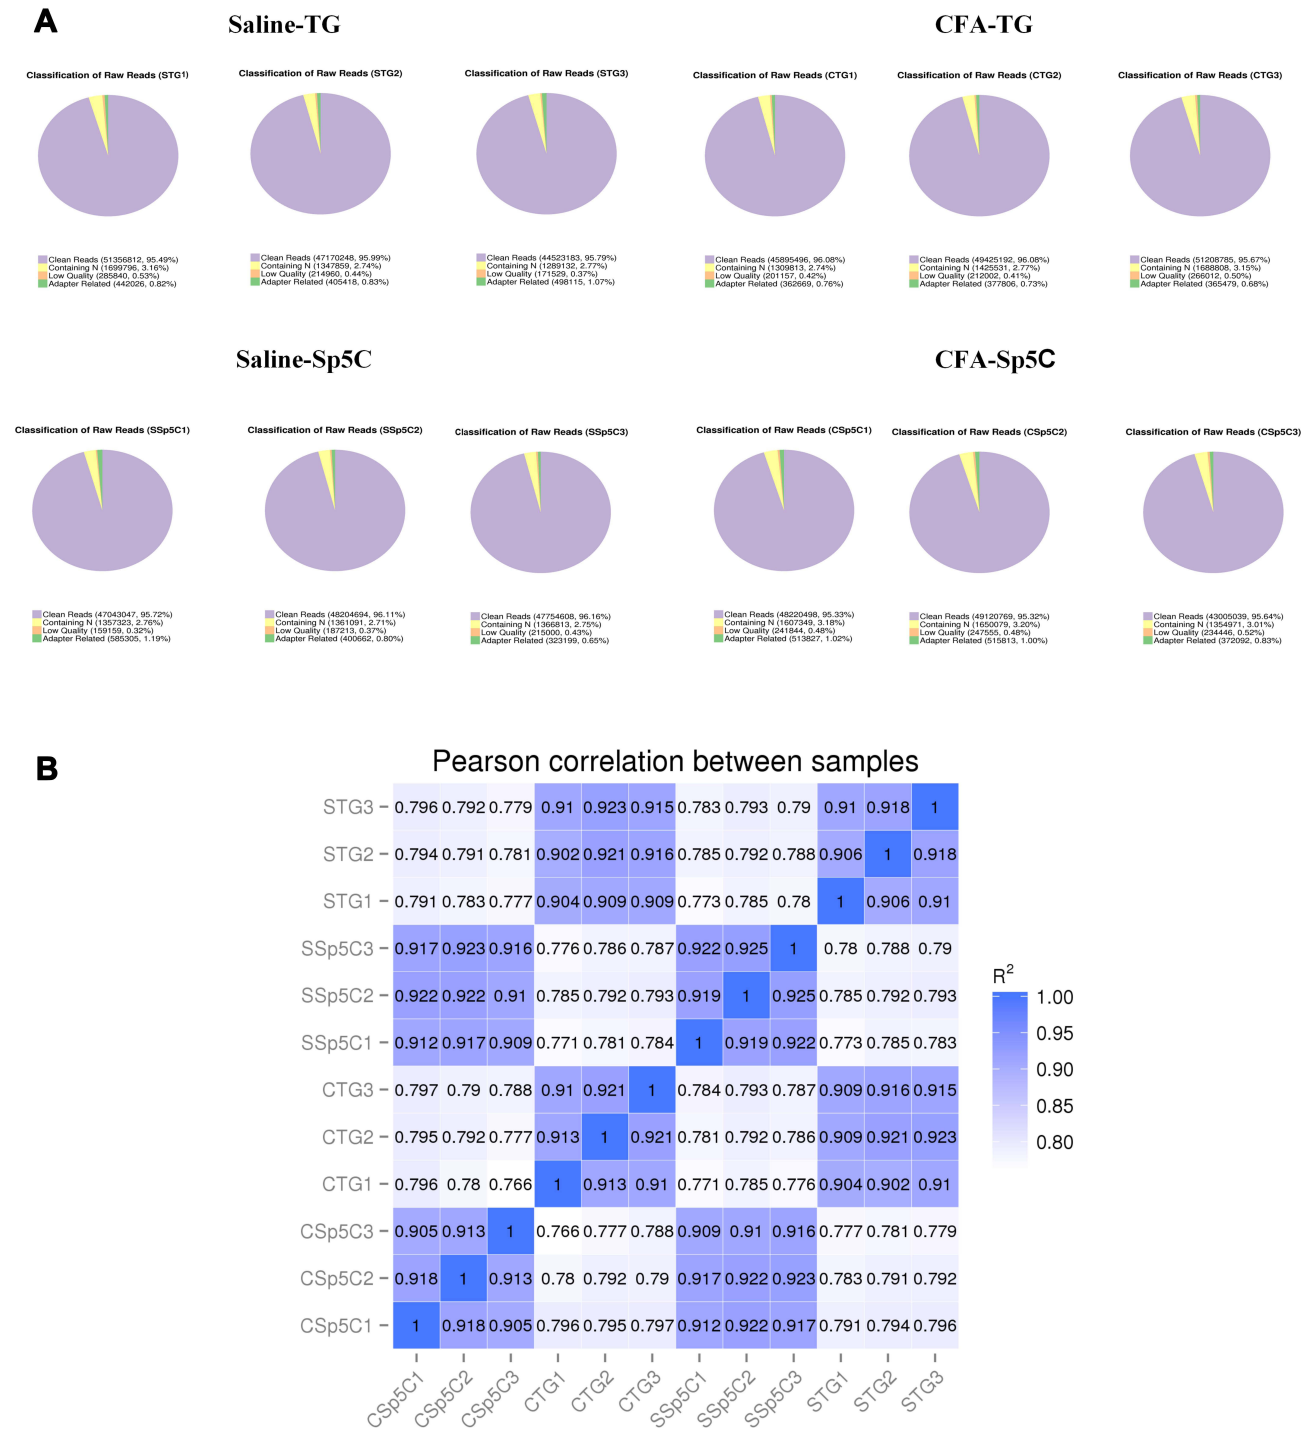 A
Saline-TG
CFA-TG
Classification of Raw Reads (STG1)
Classification of Raw Reads (STG2)
Classification of Raw Reads (STG3)
Classification of Raw Reads (CTG1)
Classification of Raw Reads (CTG2)
Classification of Raw Reads (CTG3)
Clean Reads (51356812, 95.49%)
Containing N (1699796, 3.16%)
Low Quality (285840, 0.53%)
Adapter Related (442026, 0.82%)
Clean Reads (47170248, 95.99%)
Containing N (1347859, 2.74%)
Low Quality (214960, 0.44%)
Adapter Related (405418, 0.83%)
Clean Reads (44523183, 95.79%)
Containing N (1289132, 2.77%)
Low Quality (171529, 0.37%)
Adapter Related (498115, 1.07%)
Clean Reads (45895496, 96.08%)
Containing N (1309813, 2.74%)
Low Quality (201157, 0.42%)
Adapter Related (362669, 0.76%)
Clean Reads (49425192, 96.08%)
Containing N (1425531, 2.77%)
Low Quality (212002, 0.41%)
Adapter Related (377806, 0.73%)
Clean Reads (51208785, 95.67%)
Containing N (1688808, 3.15%)
Low Quality (266012, 0.50%)
Adapter Related (365479, 0.68%)
Saline-Sp5C
CFA-Sp5C
Classification of Raw Reads (SSp5C1)
Classification of Raw Reads (SSp5C2)
Classification of Raw Reads (SSp5C3)
Classification of Raw Reads (CSp5C1)
Classification of Raw Reads (CSp5C2)
Classification of Raw Reads (CSp5C3)
Clean Reads (47043047, 95.72%)
Containing N (1357323, 2.76%)
Low Quality (159159, 0.32%)
Adapter Related (585305, 1.19%)
Clean Reads (48204694, 96.11%)
Containing N (1361091, 2.71%)
Low Quality (187213, 0.37%)
Adapter Related (400662, 0.80%)
Clean Reads (47754608, 96.16%)
Containing N (1366813, 2.75%)
Low Quality (215000, 0.43%)
Adapter Related (323199, 0.65%)
Clean Reads (48220498, 95.33%)
Containing N (1607349, 3.18%)
Low Quality (241844, 0.48%)
Adapter Related (513827, 1.02%)
Clean Reads (49120769, 95.32%)
Containing N (1650079, 3.20%)
Low Quality (247555, 0.48%)
Adapter Related (515813, 1.00%)
Clean Reads (43005039, 95.64%)
Containing N (1354971, 3.01%)
Low Quality (234446, 0.52%)
Adapter Related (372092, 0.83%)
B
Pearson correlation between samples
STG3 0.796 0.792 0.779 0.91 0.923 0.915 0.783 0.793 0.79 0.91 0.918 1
STG2 0.794 0.791 0.781 0.902 0.921 0.916 0.785 0.792 0.788 0.906 1 0.918
STG1 0.791 0.783 0.777 0.904 0.909 0.909 0.773 0.785 0.78 1 0.906 0.91
SSp5C3 0.917 0.923 0.916 0.776 0.786 0.787 0.922 0.925 1 0.78 0.788 0.79
SSp5C2 0.922 0.922 0.91 0.785 0.792 0.793 0.919 1 0.925 0.785 0.792 0.793
SSp5C1 0.912 0.917 0.909 0.771 0.781 0.784 1 0.919 0.922 0.773 0.785 0.783
CTG3 0.797 0.79 0.788 0.91 0.921 1 0.784 0.793 0.787 0.909 0.916 0.915
CTG2 0.795 0.792 0.777 0.913 1 0.921 0.781 0.792 0.786 0.909 0.921 0.923
CTG1 0.796 0.78 0.766 1 0.913 0.91 0.771 0.785 0.776 0.904 0.902 0.91
CSp5C3 0.905 0.913 1 0.766 0.777 0.788 0.909 0.91 0.916 0.777 0.781 0.779
CSp5C2 0.918 1 0.913 0.78 0.792 0.79 0.917 0.922 0.923 0.783 0.791 0.792
CSp5C1 1 0.918 0.905 0.796 0.795 0.797 0.912 0.922 0.917 0.791 0.794 0.796
CSp5C1 CSp5C2 CSp5C3 CTG1 CTG2 CTG3 SSp5C1 SSp5C2 SSp5C3 STG1 STG2 STG3
R²
1.00
0.95
0.90
0.85
0.80